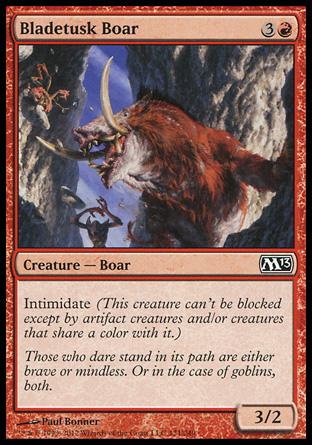 Bladetusk Boar 3
Creature — Boar M13
Intimidate (This creature can't be blocked
except by artifact creatures and/or creatures
that share a color with it.)
Those who dare stand in its path are either
brave or mindless. Or in the case of goblins,
both.
Paul Bonner
3/2